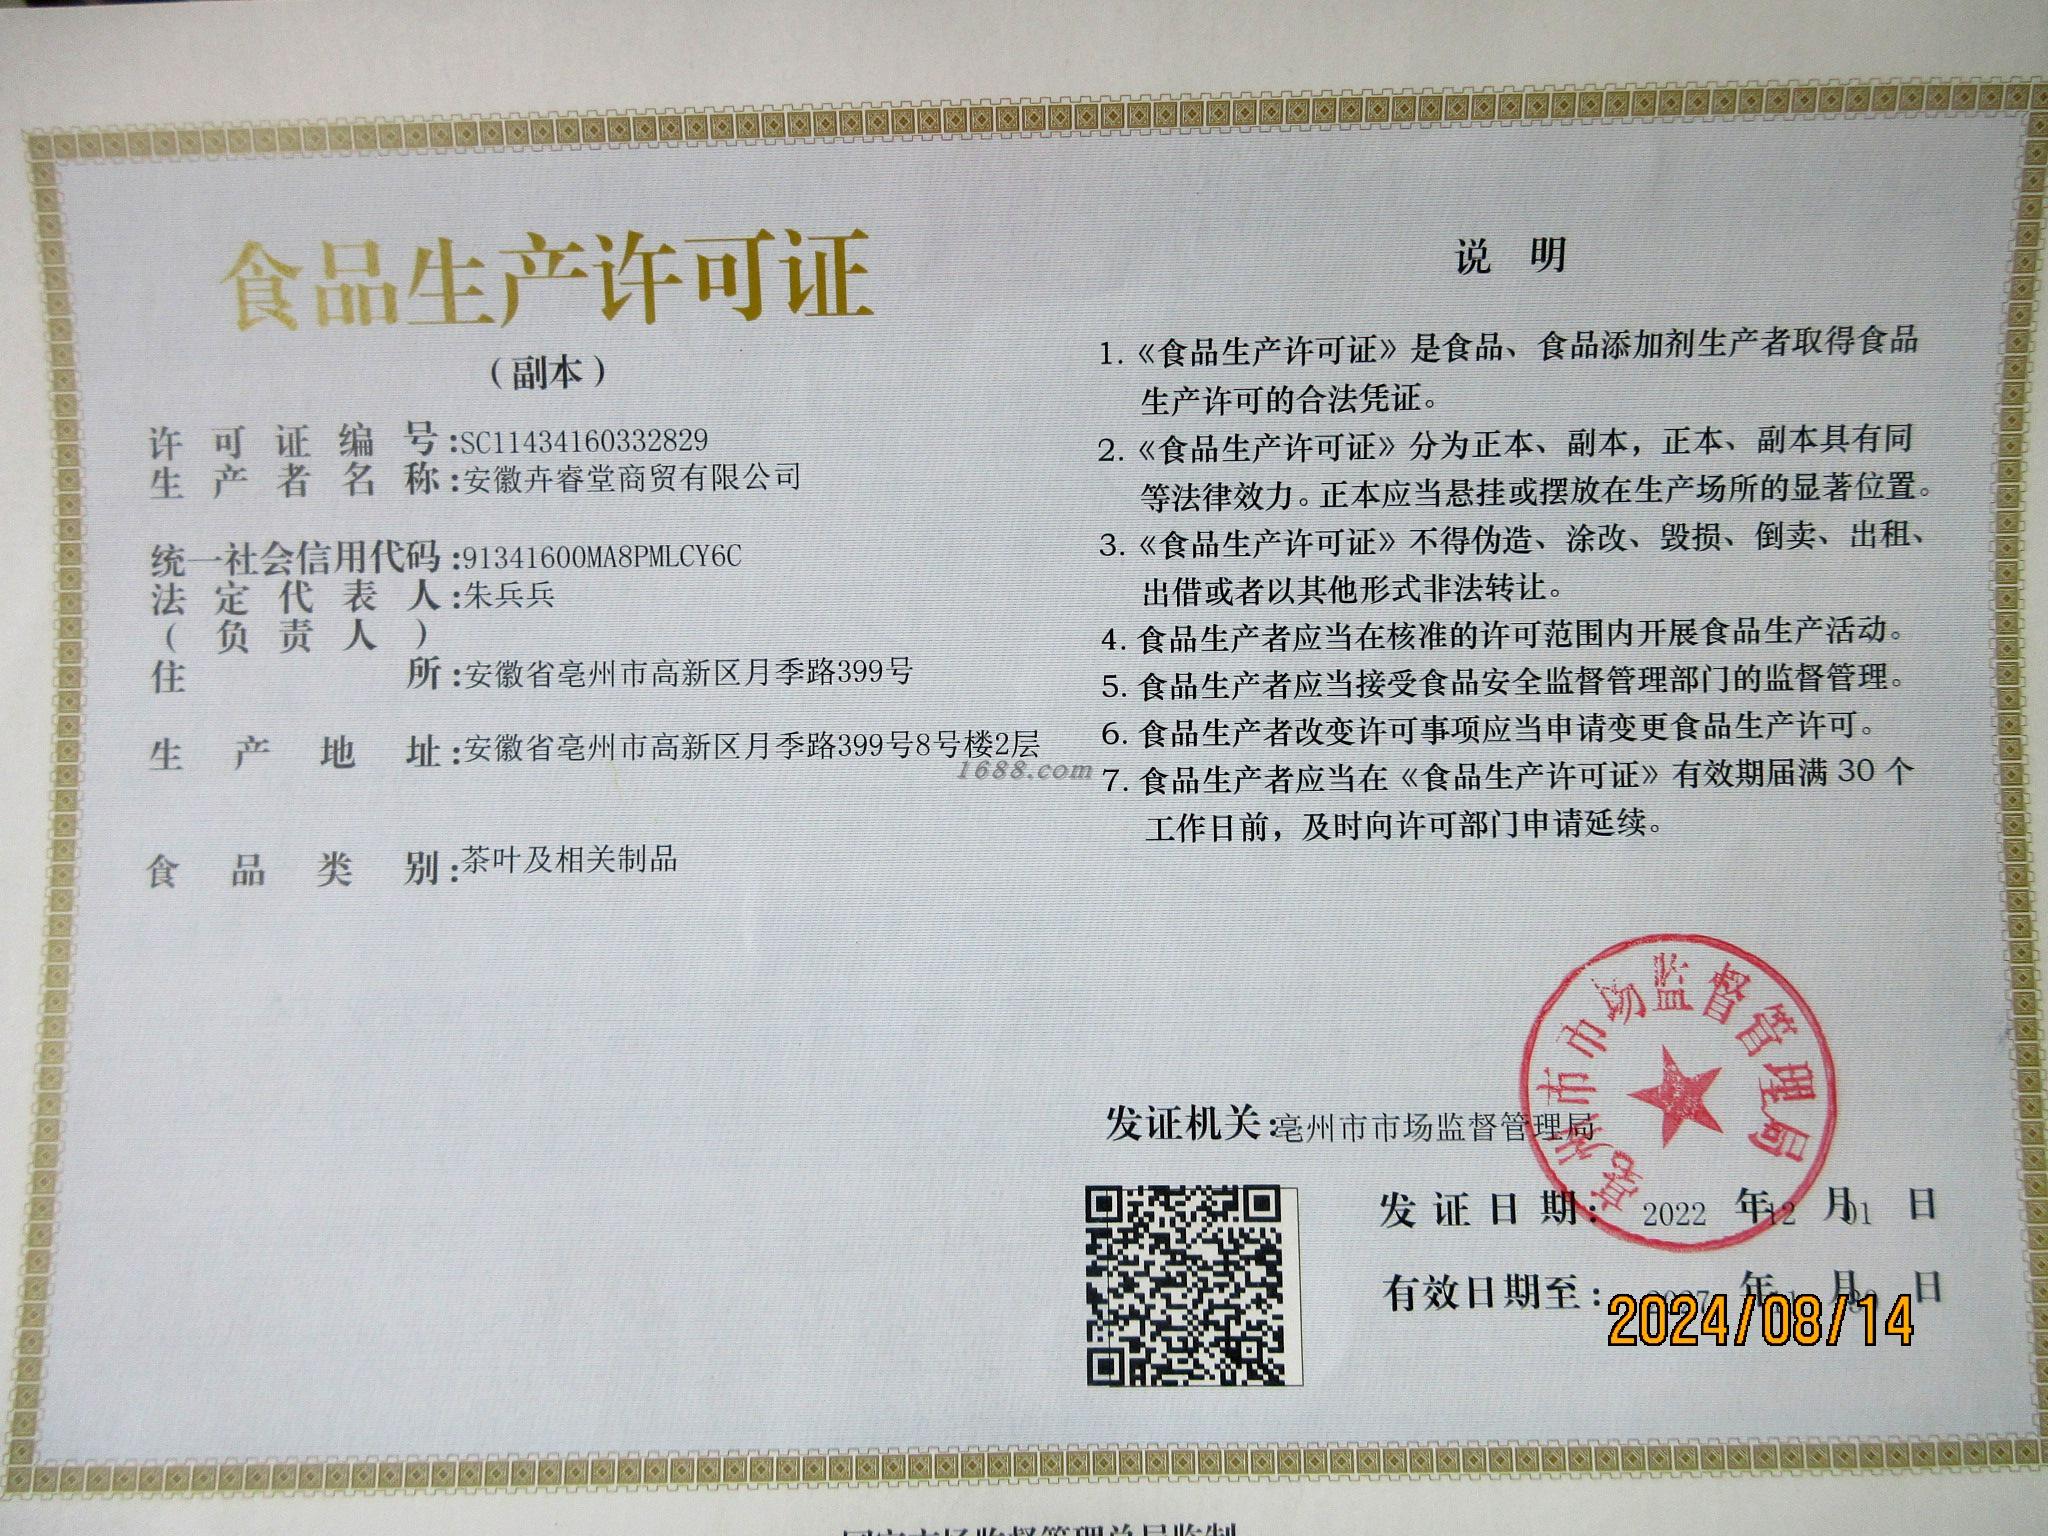 食品生产许可证
（副本）
许可证编号：SC11434160332829
生产者名称：安徽卉睿堂商贸有限公司
统一社会信用代码：91341600MA8PMLCY6C
法定代表人：朱兵兵
（负责人）
住所：安徽省亳州市高新区月季路399号
生产地址：安徽省亳州市高新区月季路399号8号楼2层
1688.com
食品类别：茶叶及相关制品
说明
1.《食品生产许可证》是食品、食品添加剂生产者取得食品
生产许可的合法凭证。
2.《食品生产许可证》分为正本、副本，正本、副本具有同
等法律效力。正本应当悬挂或摆放在生产场所的显著位置。
3.《食品生产许可证》不得伪造、涂改、毁损、倒卖、出租、
出借或者以其他形式非法转让。
4. 食品生产者应当在核准的许可范围内开展食品生产活动。
5. 食品生产者应当接受食品安全监督管理部门的监督管理。
6. 食品生产者改变许可事项应当申请变更食品生产许可。
7. 食品生产者应当在《食品生产许可证》有效期届满 30 个
工作日前，及时向许可部门申请延续。
亳州市市场监督管理局
发证机关：亳州市市场监督管理局
发证日期：2022 年 12 月 01 日
有效日期至： 年 月 日
2024/08/14
国家市场监督管理总局监制